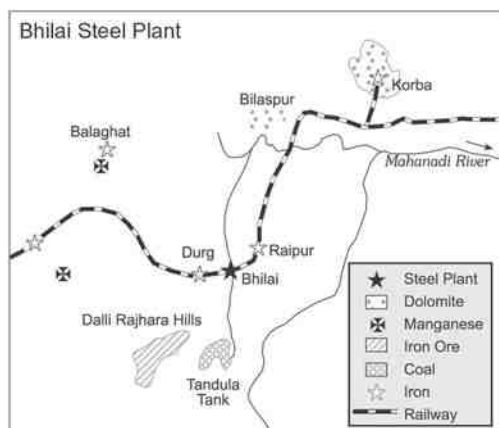 Bhilai Steel Plant
Korba
Bilaspur
Balaghat
Mahanadi River
Durg
Raipur
Bhilai
Dalli Rajhara Hills
Tandula
Tank
Steel Plant
Dolomite
Manganese
Iron Ore
Coal
Iron
Railway